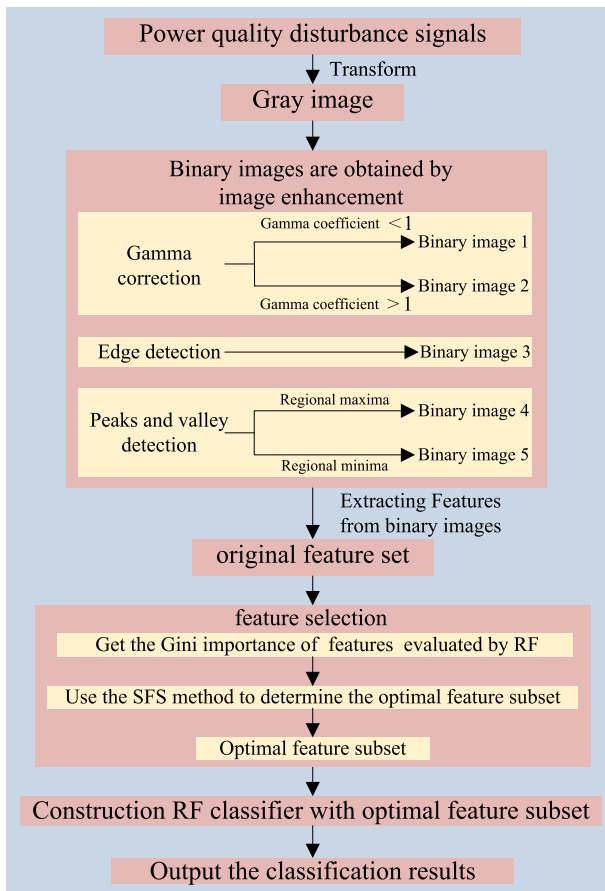 Power quality disturbance signals
Transform
Gray image
Binary images are obtained by
image enhancement
Gamma coefficient <1
Gamma
correction
Binary image 1
Binary image 2
Gamma coefficient >1
Edge detection
Binary image 3
Regional maxima
Peaks and valley
detection
Binary image 4
Binary image 5
Regional minima
Extracting Features
from binary images
original feature set
feature selection
Get the Gini importance of features evaluated by RF
Use the SFS method to determine the optimal feature subset
Optimal feature subset
Construction RF classifier with optimal feature subset
Output the classification results